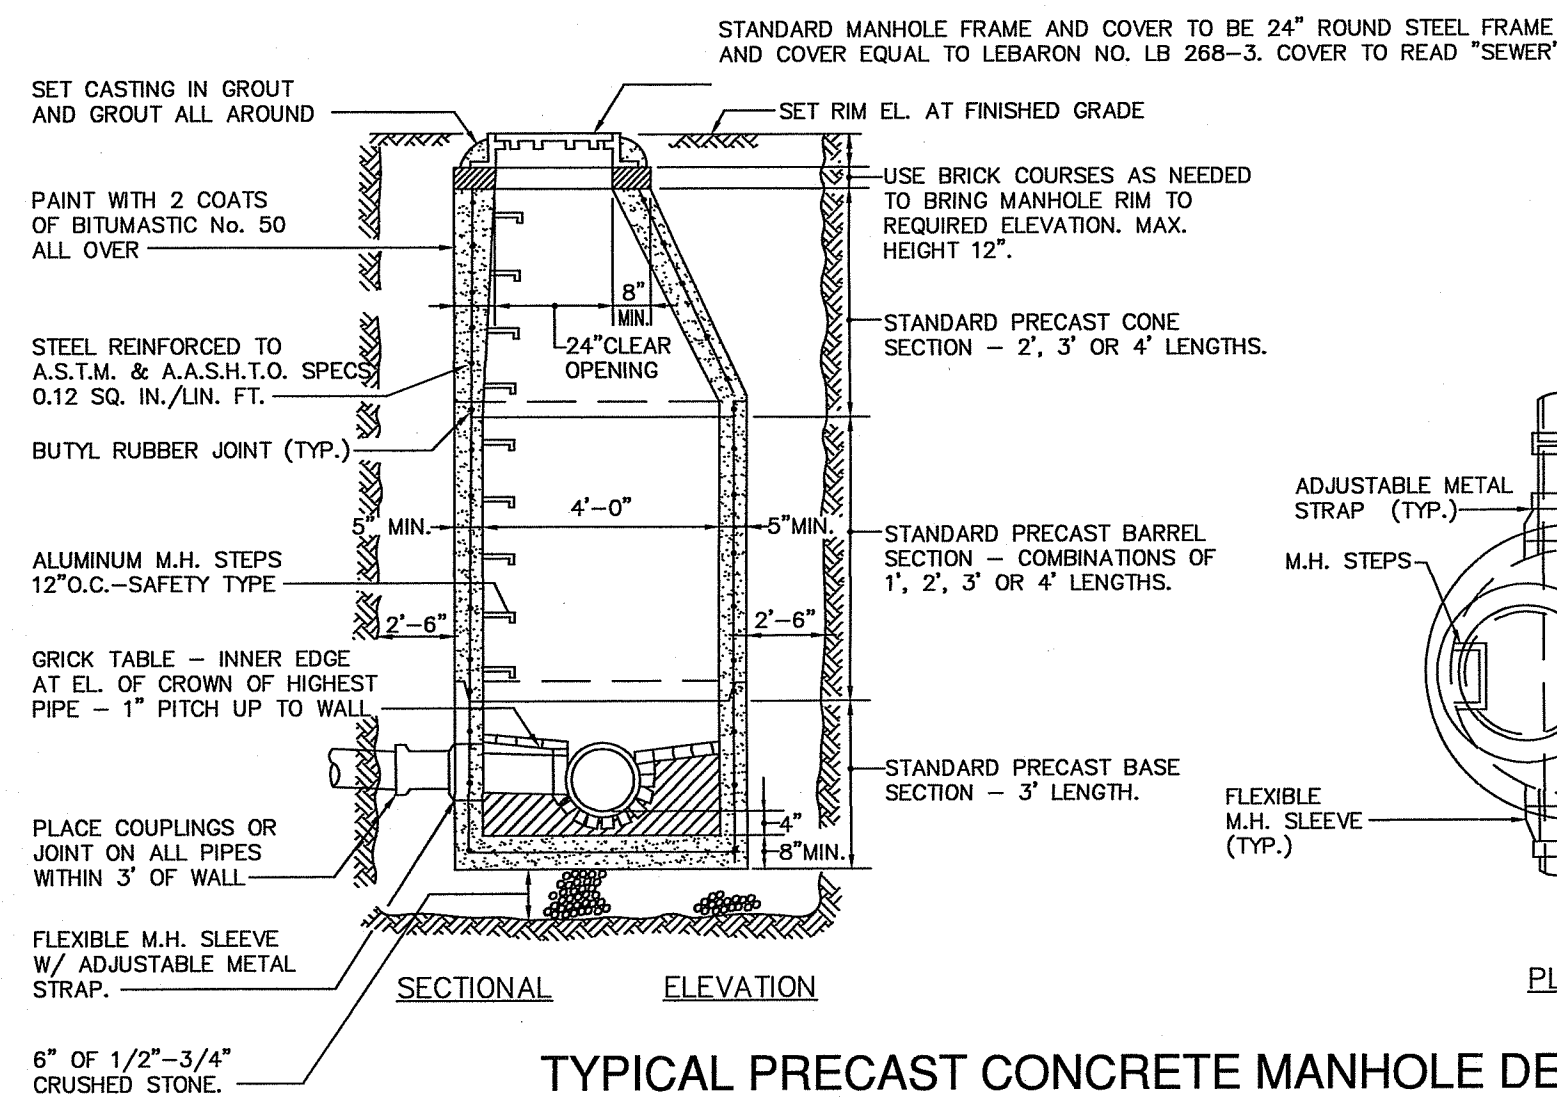 STANDARD MANHOLE FRAME AND COVER TO BE 24" ROUND STEEL FRAME
AND COVER EQUAL TO LEBARON NO. LB 268-3. COVER TO READ "SEWER"
SET CASTING IN GROUT
AND GROUT ALL AROUND
SET RIM EL. AT FINISHED GRADE
PAINT WITH 2 COATS
OF BITUMASTIC No. 50
ALL OVER
USE BRICK COURSES AS NEEDED
TO BRING MANHOLE RIM TO
REQUIRED ELEVATION. MAX.
HEIGHT 12".
8"
MIN.
24"CLEAR
OPENING
STANDARD PRECAST CONE
SECTION - 2', 3' OR 4' LENGTHS.
STEEL REINFORCED TO
A.S.T.M. & A.A.S.H.T.O. SPECS
0.12 SQ. IN./LIN. FT.
BUTYL RUBBER JOINT (TYP.)
5" MIN.
4'-0"
5"MIN.
STANDARD PRECAST BARREL
SECTION - COMBINATIONS OF
1', 2', 3' OR 4' LENGTHS.
ADJUSTABLE METAL
STRAP (TYP.)
M.H. STEPS
ALUMINUM M.H. STEPS
12"O.C.-SAFETY TYPE
2'-6"
2'-6"
GRICK TABLE - INNER EDGE
AT EL. OF CROWN OF HIGHEST
PIPE - 1" PITCH UP TO WALL
STANDARD PRECAST BASE
SECTION - 3' LENGTH.
FLEXIBLE
M.H. SLEEVE
(TYP.)
4"
8"MIN.
PLACE COUPLINGS OR
JOINT ON ALL PIPES
WITHIN 3' OF WALL
FLEXIBLE M.H. SLEEVE
W/ ADJUSTABLE METAL
STRAP.
SECTIONAL ELEVATION
PL
6" OF 1/2"-3/4"
CRUSHED STONE.
TYPICAL PRECAST CONCRETE MANHOLE DE